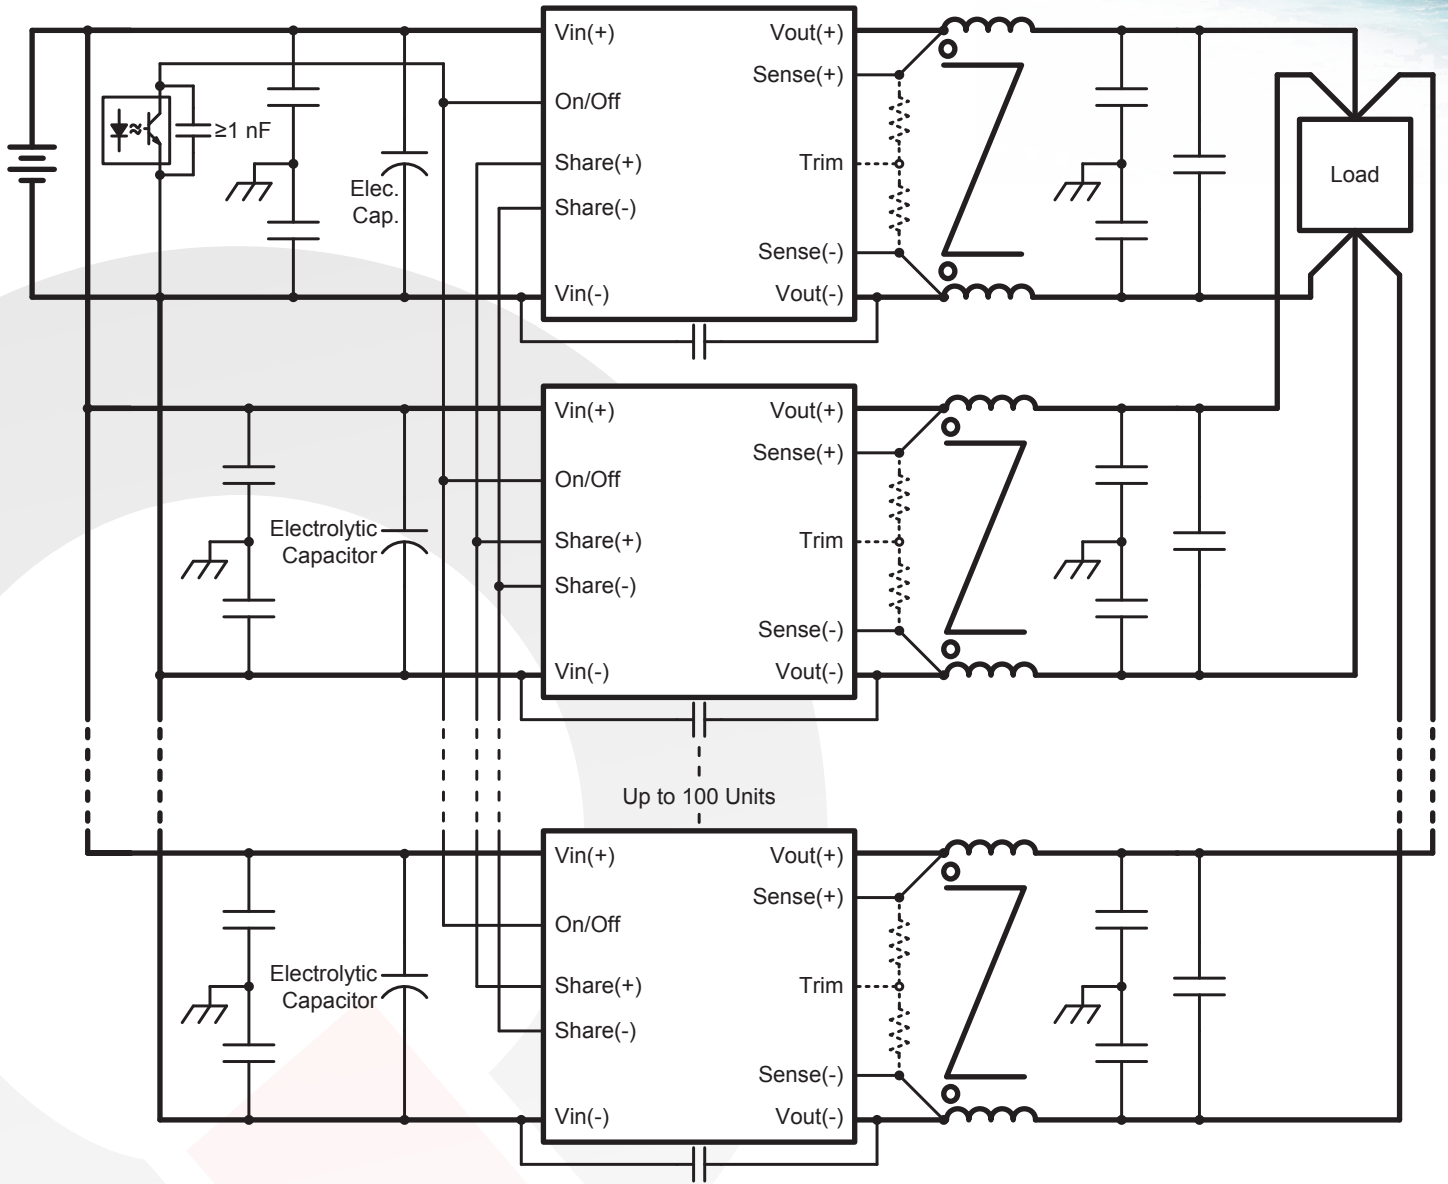 Vin(+)
Vout(+)
Sense(+)
On/Off
≥1 nF
Share(+)
Trim
Load
Elec.
Cap.
Share(-)
Sense(-)
Vin(-)
Vout(-)
Vin(+)
Vout(+)
Sense(+)
On/Off
Electrolytic
Capacitor
Share(+)
Trim
Share(-)
Sense(-)
Vin(-)
Vout(-)
Up to 100 Units
Vin(+)
Vout(+)
Sense(+)
On/Off
Electrolytic
Capacitor
Share(+)
Trim
Share(-)
Sense(-)
Vin(-)
Vout(-)